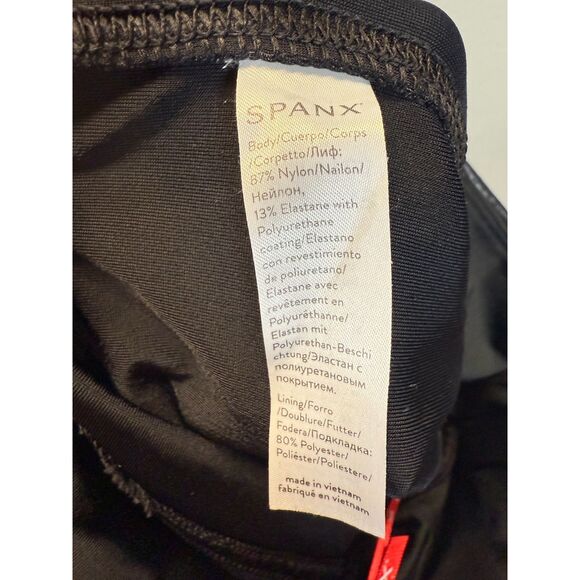 SPANX®
Body/Cuerpo/Corps
/Corpetto/Лиф:
87% Nylon/Nailon/
Нейлон,
13% Elastane with
Polyurethane
coating/Elastano
con revestimiento
de poliuretano/
Elastane avec
revêtement en
Polyuréthanne/
Elastan mit
Polyurethan-Beschi
chtung/Эластан с
полиуретановым
покрытием.
Lining/Forro
/Doublure/Futter/
Fodera/Подкладка:
80% Polyester/
Poliéster/Poliestere/
made in vietnam
fabriqué en vietnam